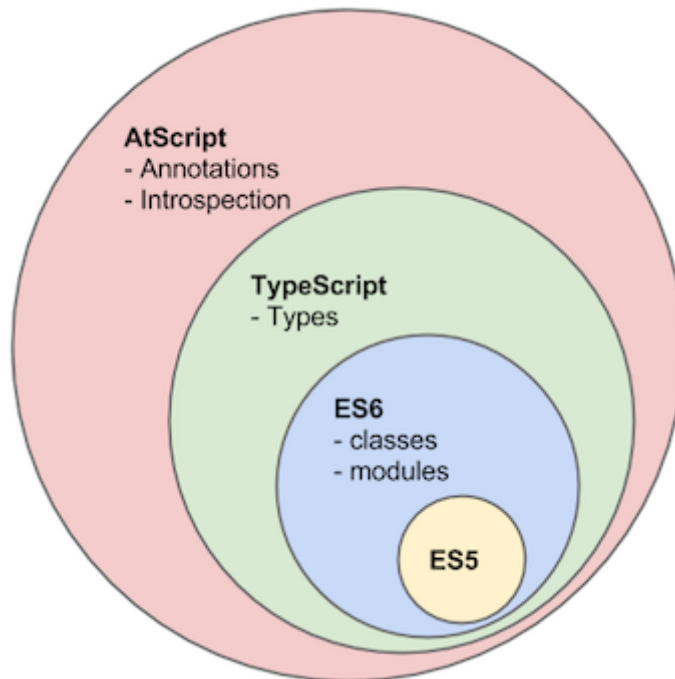 AtScript
- Annotations
- Introspection
TypeScript
- Types
ES6
- classes
- modules
ES5